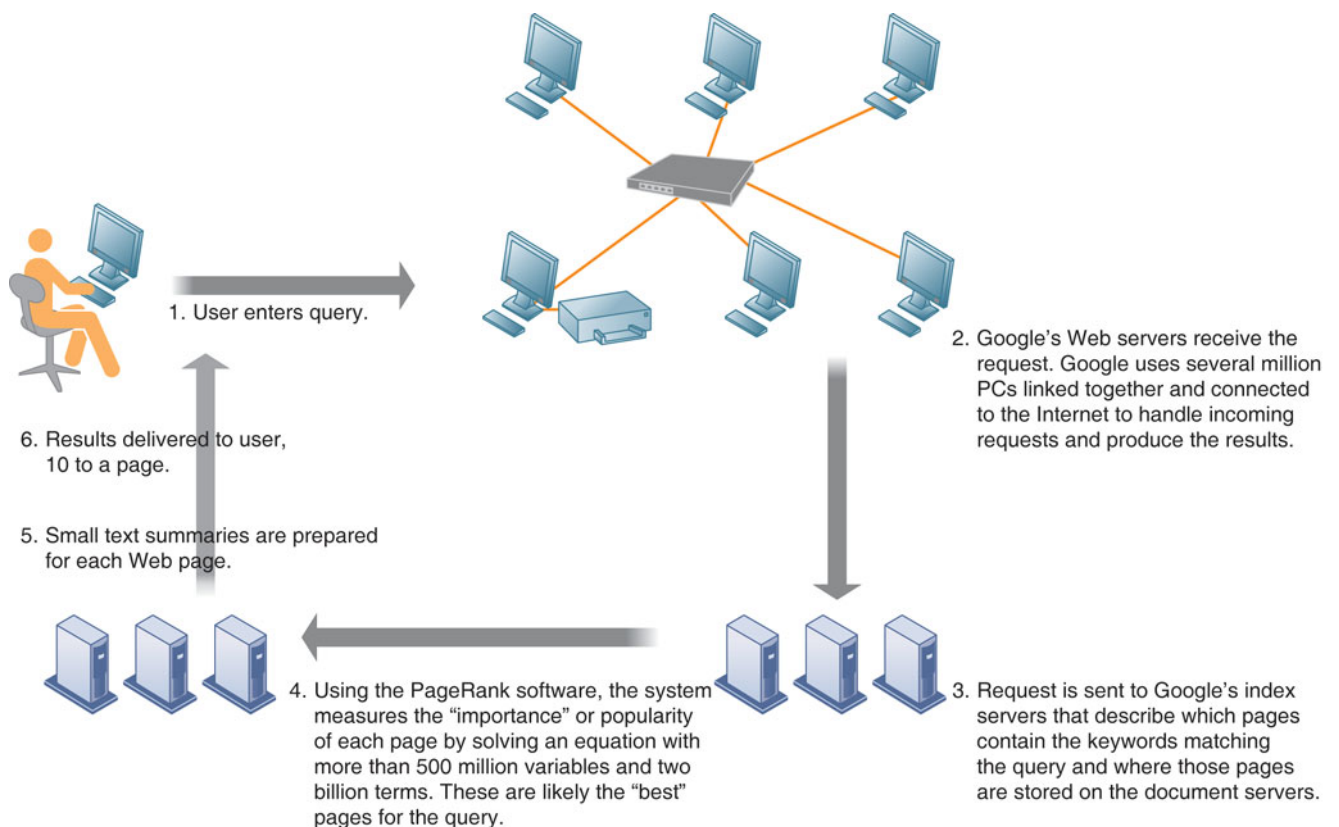 1. User enters query.
2. Google’s Web servers receive the
request. Google uses several million
PCs linked together and connected
to the Internet to handle incoming
requests and produce the results.
3. Request is sent to Google’s index
servers that describe which pages
contain the keywords matching
the query and where those pages
are stored on the document servers.
4. Using the PageRank software, the system
measures the “importance” or popularity
of each page by solving an equation with
more than 500 million variables and two
billion terms. These are likely the “best”
pages for the query.
5. Small text summaries are prepared
for each Web page.
6. Results delivered to user,
10 to a page.